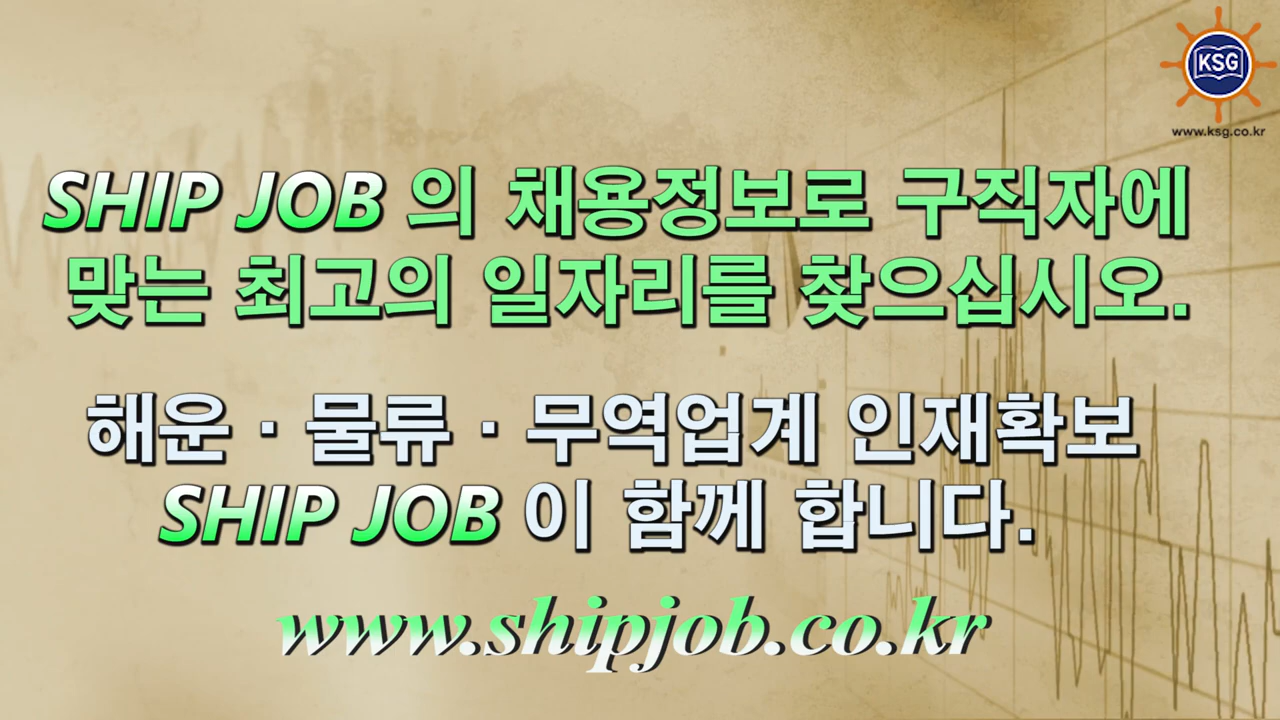 KSG
www.ksg.co.kr
SHIP JOB 의 채용정보로 구직자에
맞는 최고의 일자리를 찾으십시오.
해운 · 물류 · 무역업계 인재확보
SHIP JOB 이 함께 합니다.
www.shipjob.co.kr